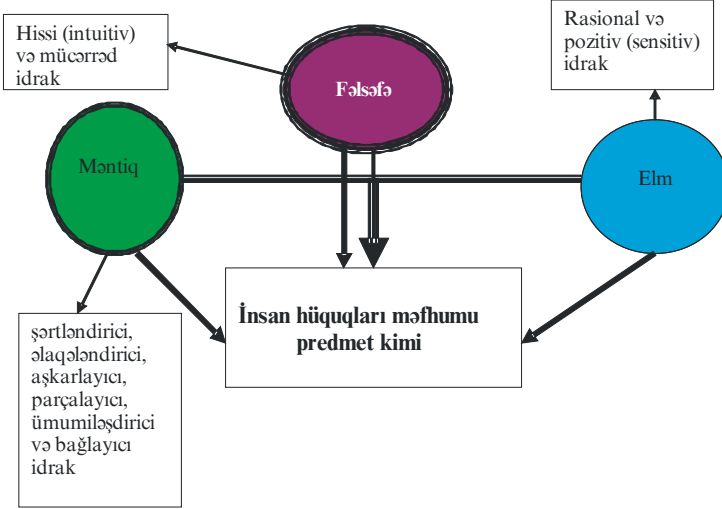 Hissi (intuitiv)
və mücərrəd
idrak
Fəlsəfə
Rasional və
pozitiv (sensitiv)
idrak
Məntiq
Elm
İnsan hüquqları məfhumu
predmet kimi
şərtləndirici,
əlaqələndirici,
aşkarlayıcı,
parçalayıcı,
ümumiləşdirici
və bağlayıcı
idrak